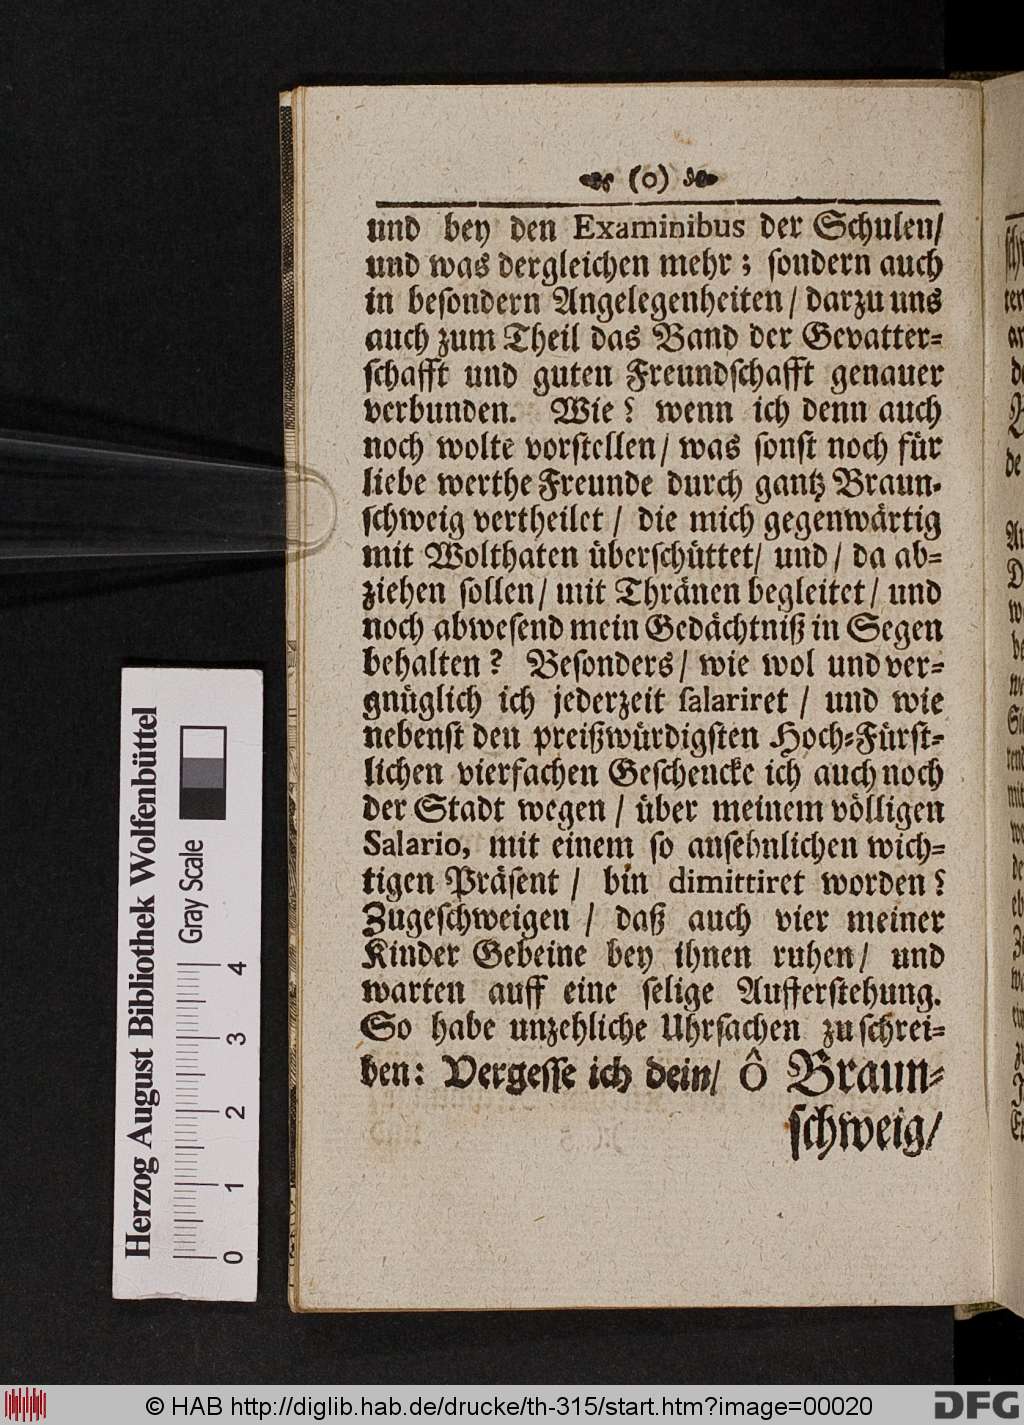 (o)
und bey den Examinibus der Schulen/
und was dergleichen mehr; sondern auch
in besondern Angelegenheiten / darzu uns
auch zum Theil das Band der Gevatter-
schafft und guten Freundschafft genauer
verbunden. Wie? wenn ich denn auch
noch wolte vorstellen / was sonst noch für
liebe werthe Freunde durch gantz Braun-
schweig vertheilet / die mich gegenwärtig
mit Wolthaten überschüttet / und / da ab-
ziehen sollen / mit Thränen begleitet / und
noch abwesend mein Gedächtniß in Segen
behalten? Besonders / wie wol und ver-
gnüglich ich jederzeit salariret / und wie
nebenst den preißwürdigsten Hoch-Fürst-
lichen vierfachen Geschencke ich auch noch
der Stadt wegen / über meinem völligen
Salario, mit einem so ansehnlichen wich-
tigen Präsent / bin dimittiret worden?
Zugeschweigen / daß auch vier meiner
Kinder Gebeine bey ihnen ruhen / und
warten auff eine selige Aufferstehung.
So habe unzehliche Uhrsachen zu schrei-
ben: Vergesse ich dein / ô Braun-
schweig /
Herzog August Bibliothek Wolfenbüttel
Gray Scale
0 1 2 3 4
© HAB http://diglib.hab.de/drucke/th-315/start.htm?image=00020
DFG